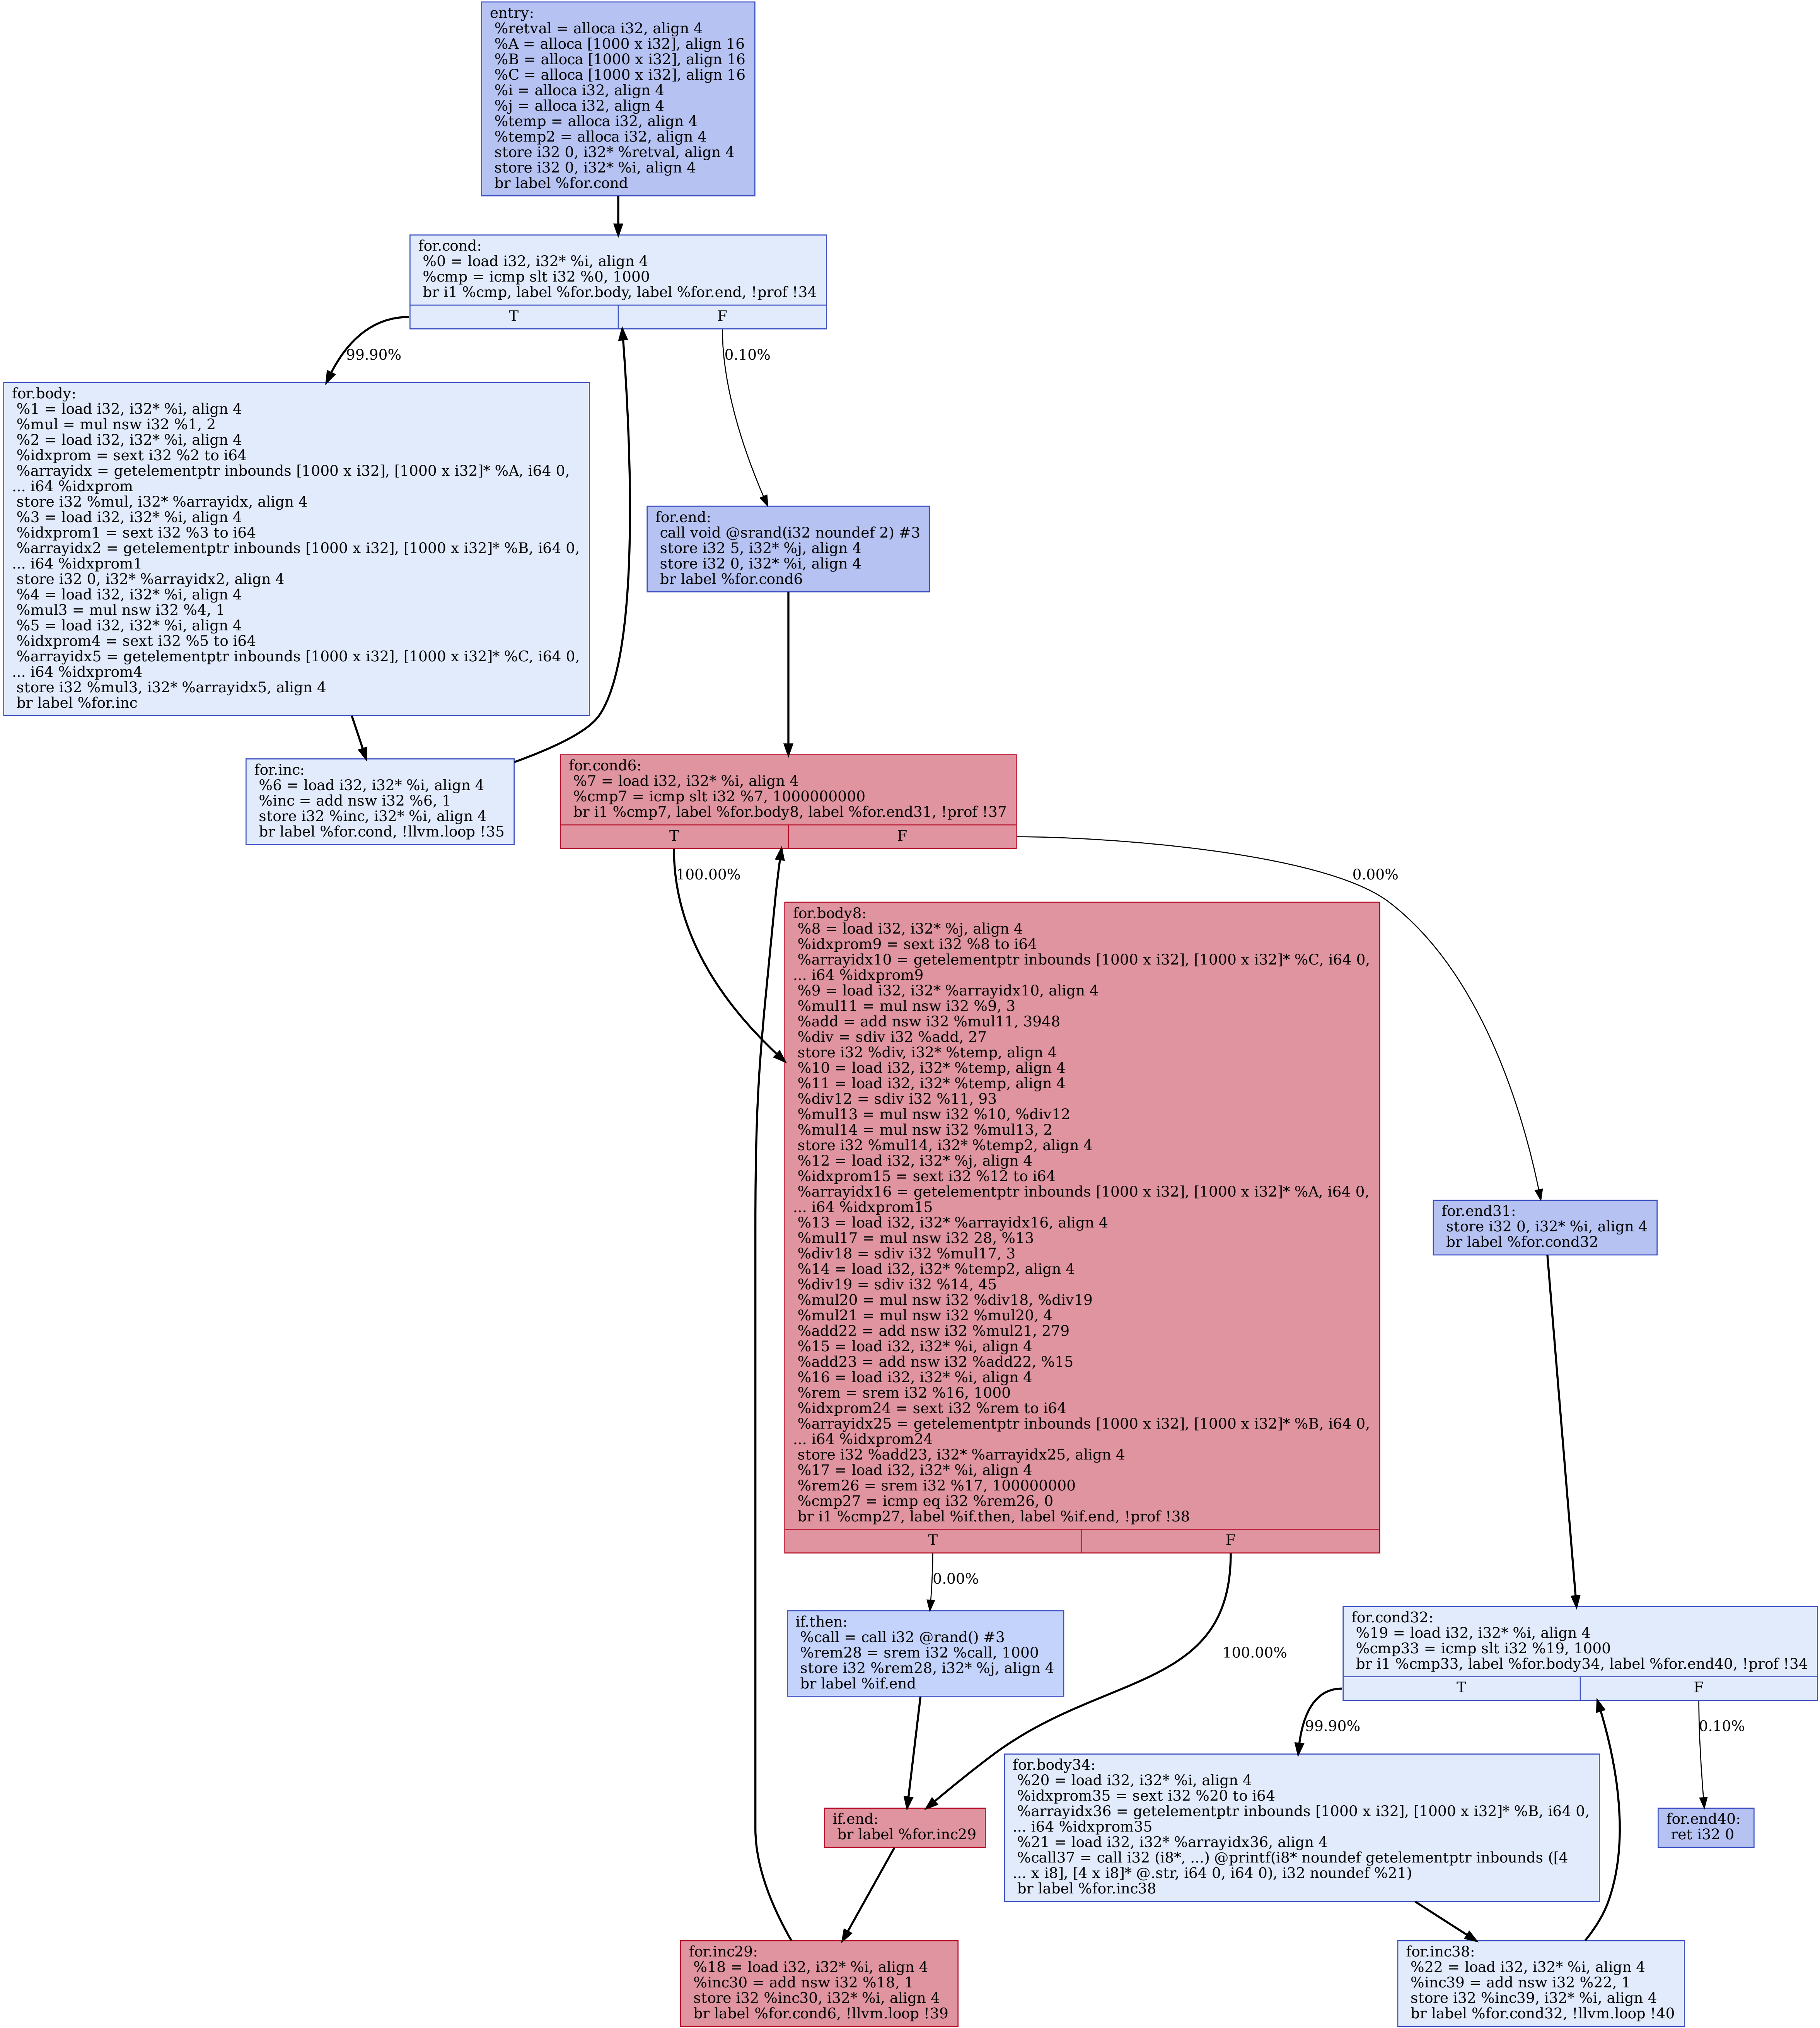 entry:
%retval = alloca i32, align 4
%A = alloca [1000 x i32], align 16
%B = alloca [1000 x i32], align 16
%C = alloca [1000 x i32], align 16
%i = alloca i32, align 4
%j = alloca i32, align 4
%temp = alloca i32, align 4
%temp2 = alloca i32, align 4
store i32 0, i32* %retval, align 4
store i32 0, i32* %i, align 4
br label %for.cond
for.cond:
%0 = load i32, i32* %i, align 4
%cmp = icmp slt i32 %0, 1000
br i1 %cmp, label %for.body, label %for.end, !prof !34
T
F
99.90%
0.10%
for.body:
%1 = load i32, i32* %i, align 4
%mul = mul nsw i32 %1, 2
%2 = load i32, i32* %i, align 4
%idxprom = sext i32 %2 to i64
%arrayidx = getelementptr inbounds [1000 x i32], [1000 x i32]* %A, i64 0,
... i64 %idxprom
store i32 %mul, i32* %arrayidx, align 4
%3 = load i32, i32* %i, align 4
%idxprom1 = sext i32 %3 to i64
%arrayidx2 = getelementptr inbounds [1000 x i32], [1000 x i32]* %B, i64 0,
... i64 %idxprom1
store i32 0, i32* %arrayidx2, align 4
%4 = load i32, i32* %i, align 4
%mul3 = mul nsw i32 %4, 1
%5 = load i32, i32* %i, align 4
%idxprom4 = sext i32 %5 to i64
%arrayidx5 = getelementptr inbounds [1000 x i32], [1000 x i32]* %C, i64 0,
... i64 %idxprom4
store i32 %mul3, i32* %arrayidx5, align 4
br label %for.inc
for.end:
call void @srand(i32 noundef 2) #3
store i32 5, i32* %j, align 4
store i32 0, i32* %i, align 4
br label %for.cond6
for.inc:
%6 = load i32, i32* %i, align 4
%inc = add nsw i32 %6, 1
store i32 %inc, i32* %i, align 4
br label %for.cond, !llvm.loop !35
for.cond6:
%7 = load i32, i32* %i, align 4
%cmp7 = icmp slt i32 %7, 1000000000
br i1 %cmp7, label %for.body8, label %for.end31, !prof !37
T
F
100.00%
0.00%
for.body8:
%8 = load i32, i32* %j, align 4
%idxprom9 = sext i32 %8 to i64
%arrayidx10 = getelementptr inbounds [1000 x i32], [1000 x i32]* %C, i64 0,
... i64 %idxprom9
%9 = load i32, i32* %arrayidx10, align 4
%mul11 = mul nsw i32 %9, 3
%add = add nsw i32 %mul11, 3948
%div = sdiv i32 %add, 27
store i32 %div, i32* %temp, align 4
%10 = load i32, i32* %temp, align 4
%11 = load i32, i32* %temp, align 4
%div12 = sdiv i32 %11, 93
%mul13 = mul nsw i32 %10, %div12
%mul14 = mul nsw i32 %mul13, 2
store i32 %mul14, i32* %temp2, align 4
%12 = load i32, i32* %j, align 4
%idxprom15 = sext i32 %12 to i64
%arrayidx16 = getelementptr inbounds [1000 x i32], [1000 x i32]* %A, i64 0,
... i64 %idxprom15
%13 = load i32, i32* %arrayidx16, align 4
%mul17 = mul nsw i32 28, %13
%div18 = sdiv i32 %mul17, 3
%14 = load i32, i32* %temp2, align 4
%div19 = sdiv i32 %14, 45
%mul20 = mul nsw i32 %div18, %div19
%mul21 = mul nsw i32 %mul20, 4
%add22 = add nsw i32 %mul21, 279
%15 = load i32, i32* %i, align 4
%add23 = add nsw i32 %add22, %15
%16 = load i32, i32* %i, align 4
%rem = srem i32 %16, 1000
%idxprom24 = sext i32 %rem to i64
%arrayidx25 = getelementptr inbounds [1000 x i32], [1000 x i32]* %B, i64 0,
... i64 %idxprom24
store i32 %add23, i32* %arrayidx25, align 4
%17 = load i32, i32* %i, align 4
%rem26 = srem i32 %17, 100000000
%cmp27 = icmp eq i32 %rem26, 0
br i1 %cmp27, label %if.then, label %if.end, !prof !38
T
F
for.end31:
store i32 0, i32* %i, align 4
br label %for.cond32
0.00%
100.00%
if.then:
%call = call i32 @rand() #3
%rem28 = srem i32 %call, 1000
store i32 %rem28, i32* %j, align 4
br label %if.end
for.cond32:
%19 = load i32, i32* %i, align 4
%cmp33 = icmp slt i32 %19, 1000
br i1 %cmp33, label %for.body34, label %for.end40, !prof !34
T
F
99.90%
0.10%
for.body34:
%20 = load i32, i32* %i, align 4
%idxprom35 = sext i32 %20 to i64
%arrayidx36 = getelementptr inbounds [1000 x i32], [1000 x i32]* %B, i64 0,
... i64 %idxprom35
%21 = load i32, i32* %arrayidx36, align 4
%call37 = call i32 (i8*, ...) @printf(i8* noundef getelementptr inbounds ([4
... x i8], [4 x i8]* @.str, i64 0, i64 0), i32 noundef %21)
br label %for.inc38
if.end:
br label %for.inc29
for.end40:
ret i32 0
for.inc29:
%18 = load i32, i32* %i, align 4
%inc30 = add nsw i32 %18, 1
store i32 %inc30, i32* %i, align 4
br label %for.cond6, !llvm.loop !39
for.inc38:
%22 = load i32, i32* %i, align 4
%inc39 = add nsw i32 %22, 1
store i32 %inc39, i32* %i, align 4
br label %for.cond32, !llvm.loop !40